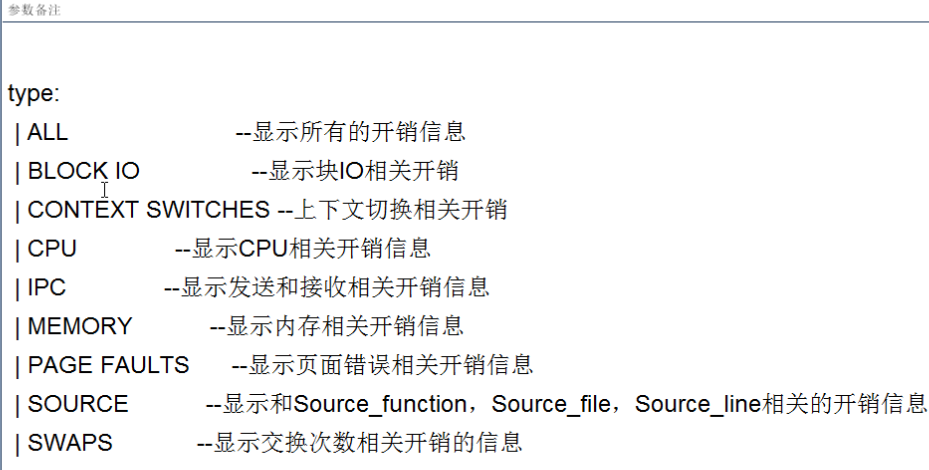 参数备注
type:
| ALL --显示所有的开销信息
| BLOCK IO --显示块IO相关开销
| CONTEXT SWITCHES --上下文切换相关开销
| CPU --显示CPU相关开销信息
| IPC --显示发送和接收相关开销信息
| MEMORY --显示内存相关开销信息
| PAGE FAULTS --显示页面错误相关开销信息
| SOURCE --显示和Source_function，Source_file，Source_line相关的开销信息
| SWAPS --显示交换次数相关开销的信息